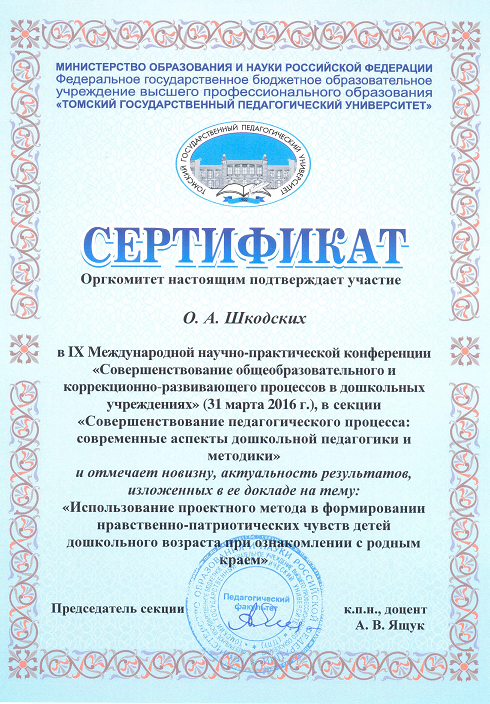 МИНИСТЕРСТВО ОБРАЗОВАНИЯ И НАУКИ РОССИЙСКОЙ ФЕДЕРАЦИИ
Федеральное государственное бюджетное образовательное
учреждение высшего профессионального образования
«ТОМСКИЙ ГОСУДАРСТВЕННЫЙ ПЕДАГОГИЧЕСКИЙ УНИВЕРСИТЕТ»
ТОМСКИЙ ГОСУДАРСТВЕННЫЙ ПЕДАГОГИЧЕСКИЙ УНИВЕРСИТЕТ
СЕРТИФИКАТ
Оргкомитет настоящим подтверждает участие
О. А. Шкодских
в IX Международной научно-практической конференции
«Совершенствование общеобразовательного и
коррекционно-развивающего процессов в дошкольных
учреждениях» (31 марта 2016 г.), в секции
«Совершенствование педагогического процесса:
современные аспекты дошкольной педагогики и
методики»
и отмечает новизну, актуальность результатов,
изложенных в ее докладе на тему:
«Использование проектного метода в формировании
нравственно-патриотических чувств детей
дошкольного возраста при ознакомлении с родным
краем»
Педагогический
факультет
Председатель секции
к.п.н., доцент
А. В. Ящук